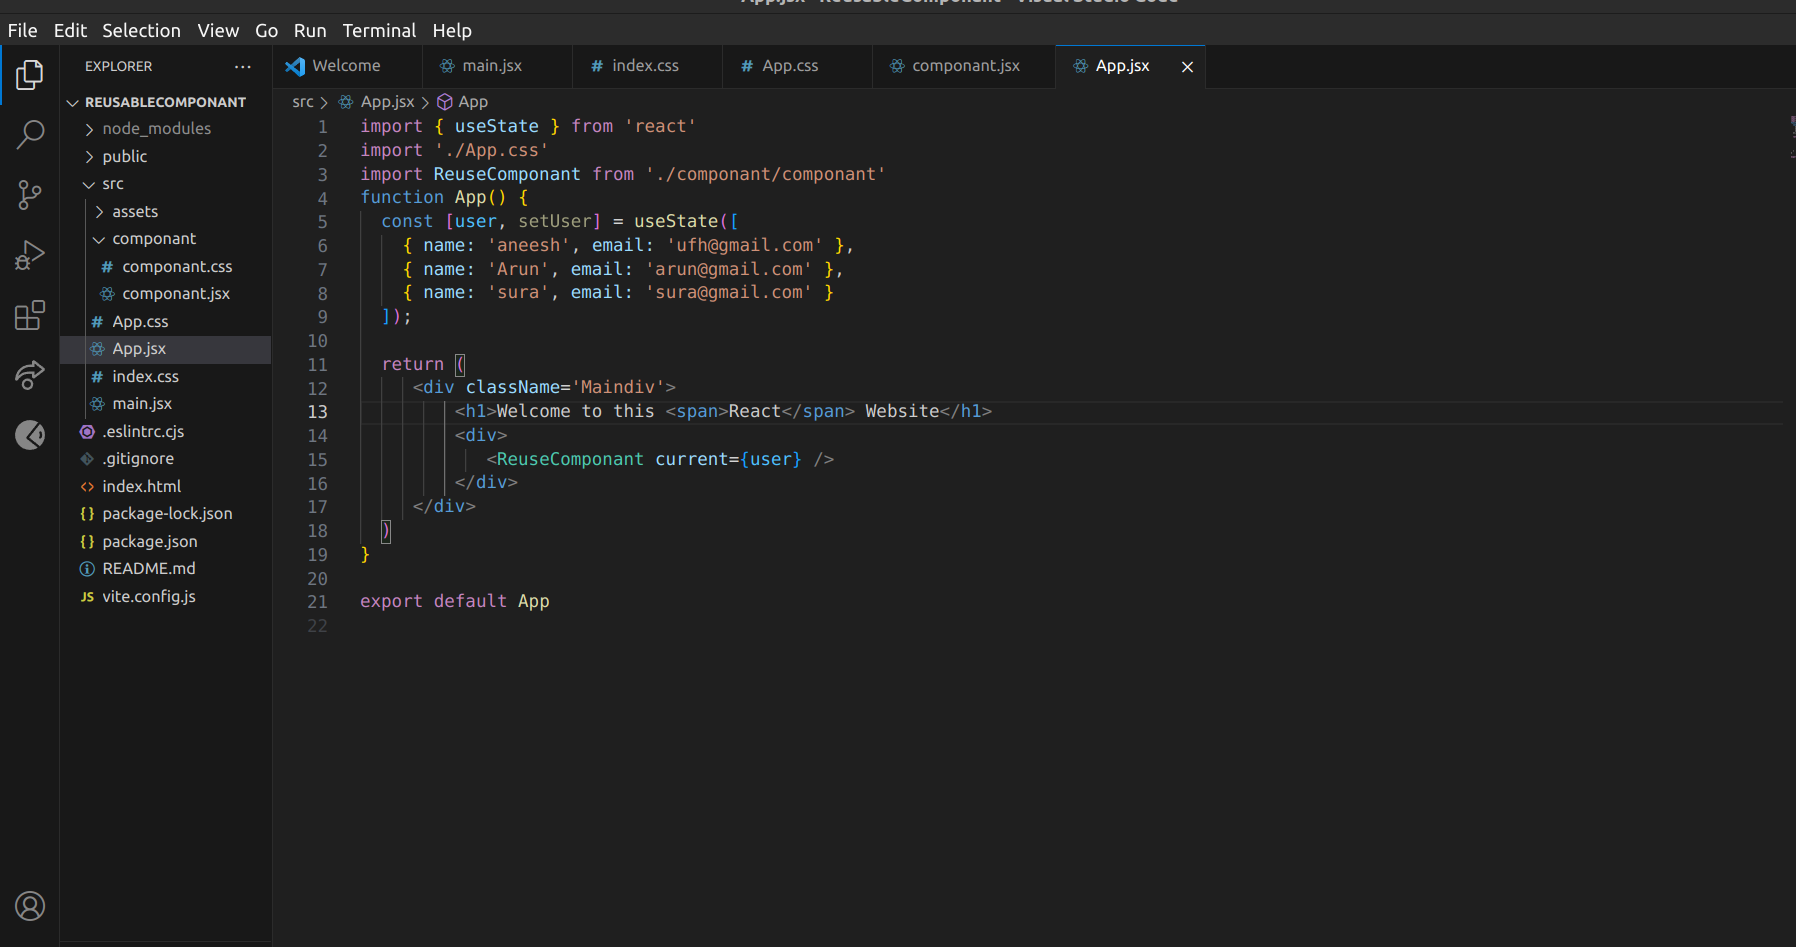 File Edit Selection View Go Run Terminal Help
EXPLORER
Welcome
main.jsx
# index.css
# App.css
componant.jsx
App.jsx
REUSABLECOMPONANT
node_modules
public
src
assets
componant
# componant.css
componant.jsx
# App.css
App.jsx
# index.css
main.jsx
.eslintrc.cjs
.gitignore
<> index.html
{} package-lock.json
{} package.json
README.md
JS vite.config.js
src > App.jsx > App
1 import { useState } from 'react'
2 import './App.css'
3 import ReuseComponant from './componant/componant'
4 function App() {
5 const [user, setUser] = useState([
6 { name: 'aneesh', email: 'ufh@gmail.com' },
7 { name: 'Arun', email: 'arun@gmail.com' },
8 { name: 'sura', email: 'sura@gmail.com' }
9 ]);
10
11 return (
12 <div className='Maindiv'>
13 <h1>Welcome to this <span>React</span> Website</h1>
14 <div>
15 <ReuseComponant current={user} />
16 </div>
17 </div>
18 )
19 }
20
21 export default App
22